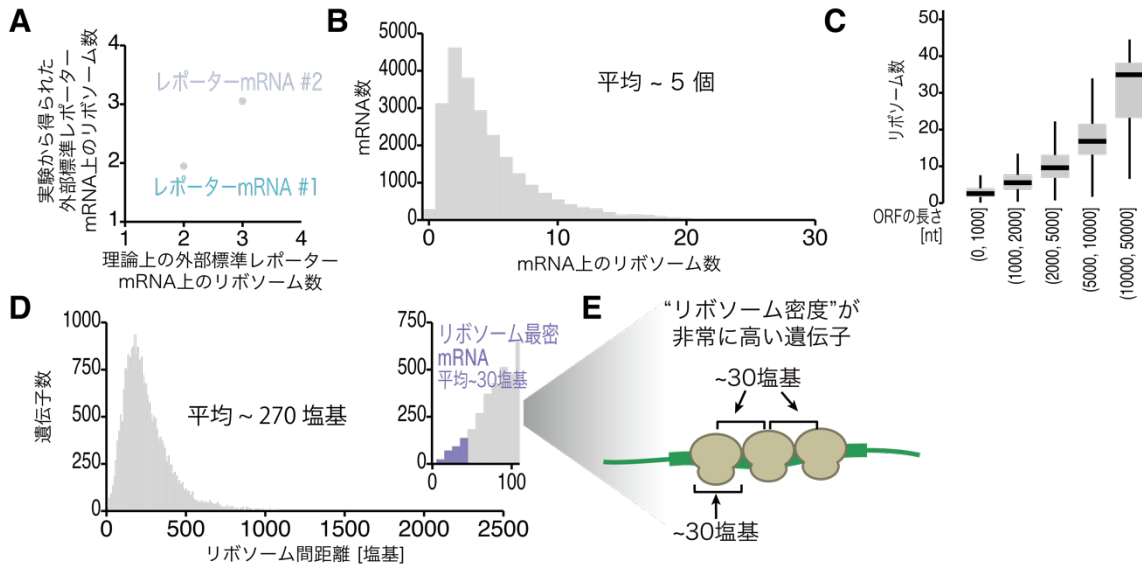 A
実験から得られた
外部標準レポーター
mRNA上のリボソーム数
4
3
2
1
レポーターmRNA #2
レポーターmRNA #1
1
2
3
4
理論上の外部標準レポーター
mRNA上のリボソーム数
B
mRNA数
5000
4000
3000
2000
1000
0
平均 ~ 5 個
0
10
20
30
mRNA上のリボソーム数
C
リボソーム数
50
40
30
20
10
0
ORFの長さ
[nt]
(0, 1000]
(1000, 2000]
(2000, 5000]
(5000, 10000]
(10000, 50000]
D
遺伝子数
1000
750
500
250
0
平均 ~ 270 塩基
0
500
1000
1500
2000
2500
リボソーム間距離 [塩基]
750
500
250
0
リボソーム最密
mRNA
平均~30塩基
0
100
E
“リボソーム密度”が
非常に高い遺伝子
~30塩基
~30塩基